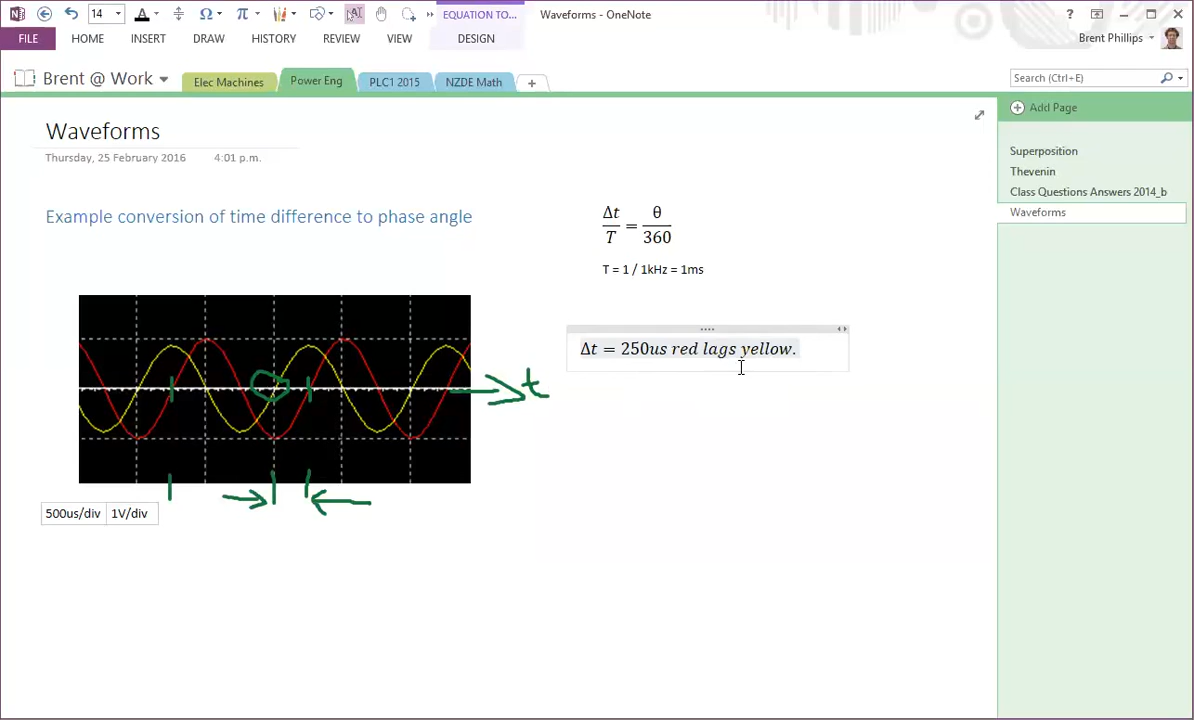 14 A Ω π EQUATION TO... Waveforms - OneNote ?
FILE HOME INSERT DRAW HISTORY REVIEW VIEW DESIGN Brent Phillips
Brent @ Work Elec Machines Power Eng PLC1 2015 NZDE Math + Search (Ctrl+E)
Add Page
Waveforms
Thursday, 25 February 2016 4:01 p.m.
Superposition
Thevenin
Class Questions Answers 2014_b
Waveforms
Example conversion of time difference to phase angle
Δt/T = θ/360
T = 1 / 1kHz = 1ms
Δt = 250us red lags yellow.
t
500us/div 1V/div